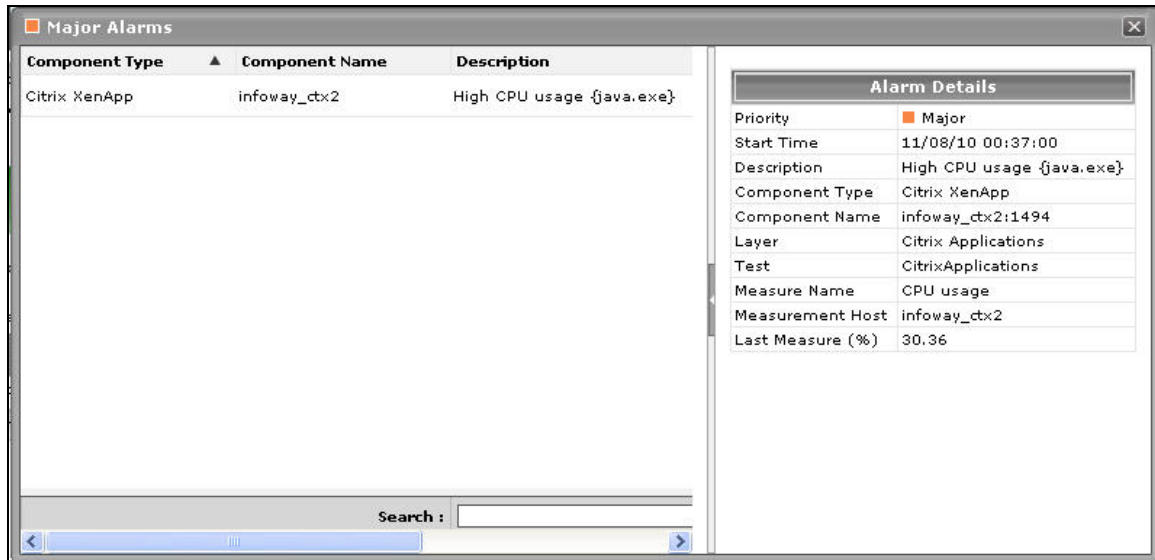 Major Alarms
Component Type Component Name Description
Citrix XenApp infoway_ctx2 High CPU usage {java.exe}
Search :
Alarm Details
Priority Major
Start Time 11/08/10 00:37:00
Description High CPU usage {java.exe}
Component Type Citrix XenApp
Component Name infoway_ctx2:1494
Layer Citrix Applications
Test CitrixApplications
Measure Name CPU usage
Measurement Host infoway_ctx2
Last Measure (%) 30.36